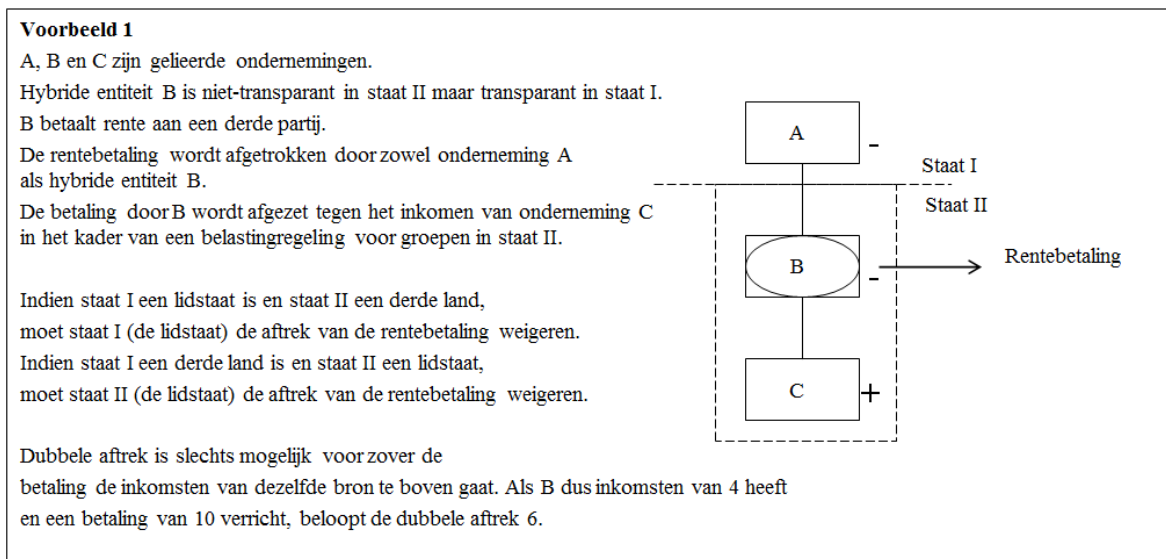 Voorbeeld 1
A, B en C zijn gelieerde ondernemingen.
Hybride entiteit B is niet-transparant in staat II maar transparant in staat I.
B betaalt rente aan een derde partij.
De rentebetaling wordt afgetrokken door zowel onderneming A
als hybride entiteit B.
De betaling door B wordt afgezet tegen het inkomen van onderneming C
in het kader van een belastingregeling voor groepen in staat II.
Indien staat I een lidstaat is en staat II een derde land,
moet staat I (de lidstaat) de aftrek van de rentebetaling weigeren.
Indien staat I een derde land is en staat II een lidstaat,
moet staat II (de lidstaat) de aftrek van de rentebetaling weigeren.
Dubbele aftrek is slechts mogelijk voor zover de
betaling de inkomsten van dezelfde bron te boven gaat. Als B dus inkomsten van 4 heeft
en een betaling van 10 verricht, beloopt de dubbele aftrek 6.
A
-
Staat I
Staat II
B
-
Rentebetaling
C
+